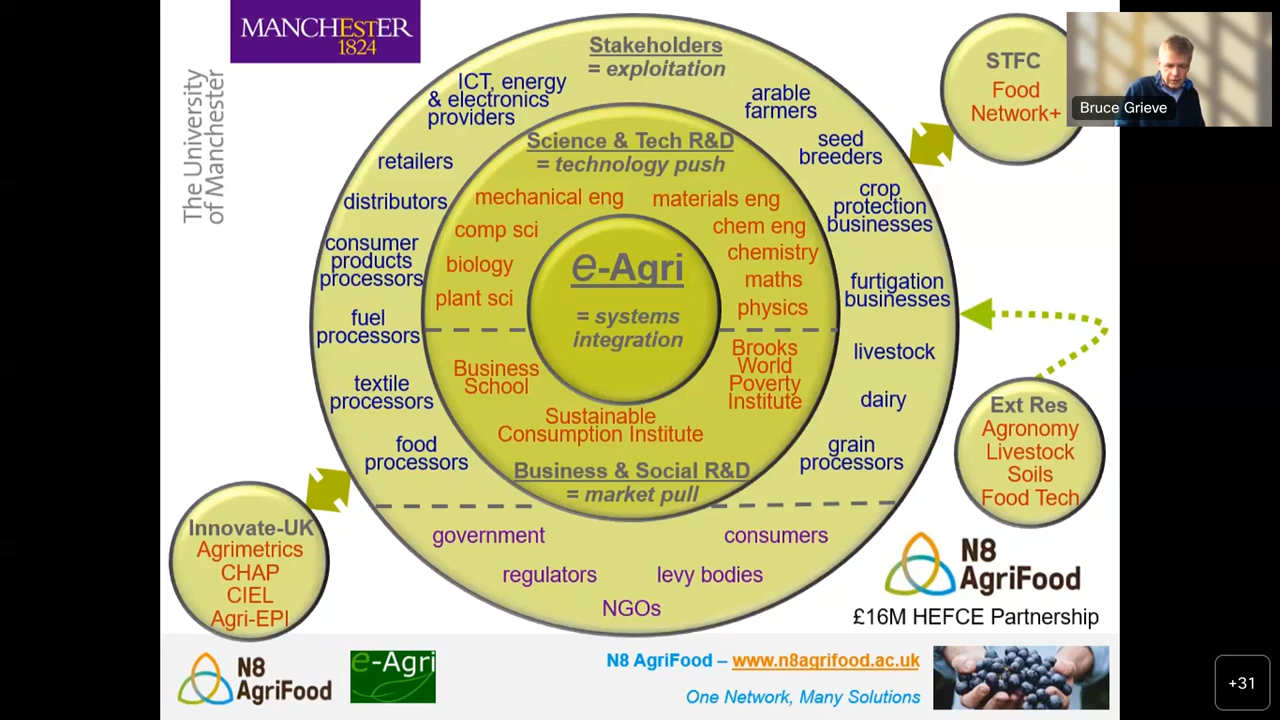 MANCHESTER
1824
The University
of Manchester
Stakeholders
= exploitation
ICT, energy
& electronics
providers
retailers
distributors
consumer
products
processors
fuel
processors
textile
processors
food
processors
arable
farmers
seed
breeders
crop
protection
businesses
furtigation
businesses
livestock
dairy
grain
processors
Science & Tech R&D
= technology push
mechanical eng
materials eng
comp sci
biology
plant sci
chem eng
chemistry
maths
physics
e-Agri
= systems
integration
Business
School
Brooks
World
Poverty
Institute
Sustainable
Consumption Institute
Business & Social R&D
= market pull
government
consumers
regulators
levy bodies
NGOs
STFC
Food
Network+
Bruce Grieve
Ext Res
Agronomy
Livestock
Soils
Food Tech
Innovate-UK
Agrimetrics
CHAP
CIEL
Agri-EPI
N8
AgriFood
£16M HEFCE Partnership
N8
AgriFood
e-Agri
N8 AgriFood – www.n8agrifood.ac.uk
One Network, Many Solutions
+31